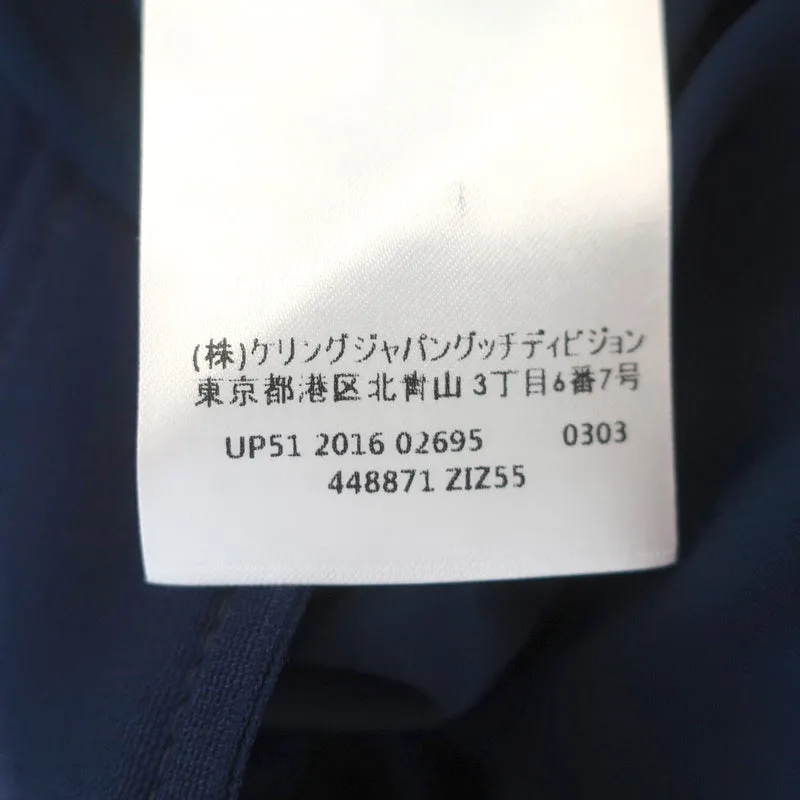 (株)ケリングジャパングッチディビジョン
東京都港区北青山 3丁目6番7号
UP51 2016 02695 0303
448871 ZIZ55